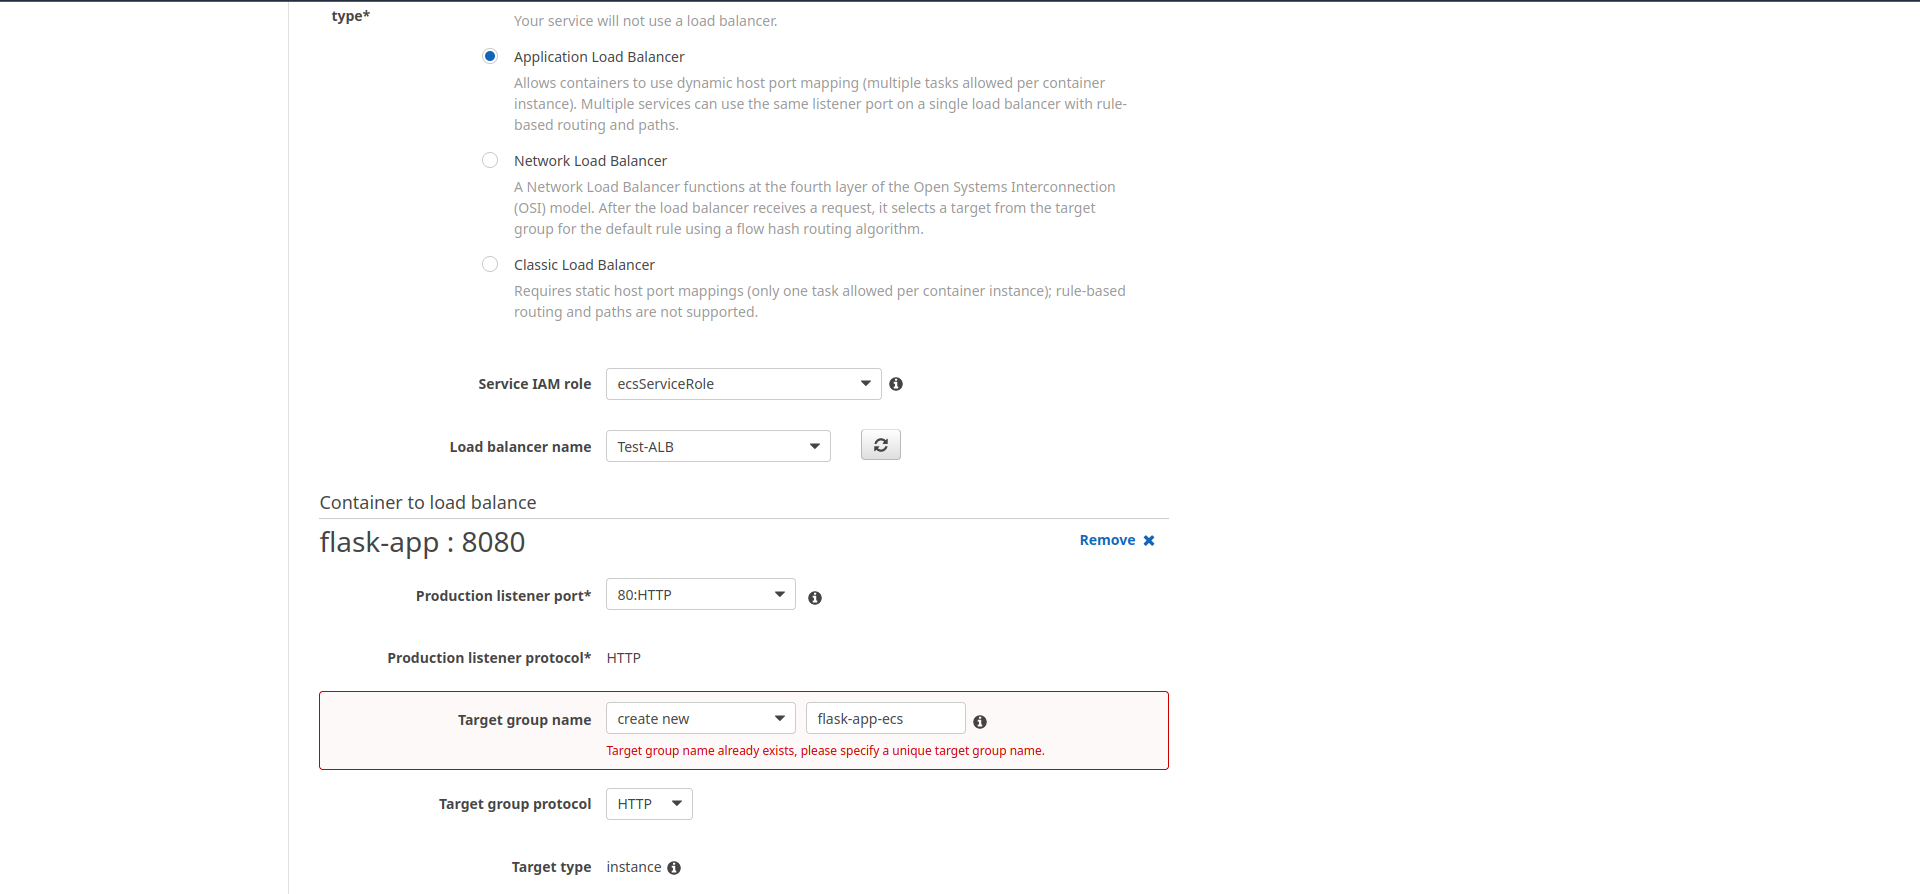 type*
Your service will not use a load balancer.
Application Load Balancer
Allows containers to use dynamic host port mapping (multiple tasks allowed per container
instance). Multiple services can use the same listener port on a single load balancer with rule-
based routing and paths.
Network Load Balancer
A Network Load Balancer functions at the fourth layer of the Open Systems Interconnection
(OSI) model. After the load balancer receives a request, it selects a target from the target
group for the default rule using a flow hash routing algorithm.
Classic Load Balancer
Requires static host port mappings (only one task allowed per container instance); rule-based
routing and paths are not supported.
Service IAM role ecsServiceRole
Load balancer name Test-ALB
Container to load balance
flask-app : 8080 Remove
Production listener port* 80:HTTP
Production listener protocol* HTTP
Target group name create new flask-app-ecs
Target group name already exists, please specify a unique target group name.
Target group protocol HTTP
Target type instance